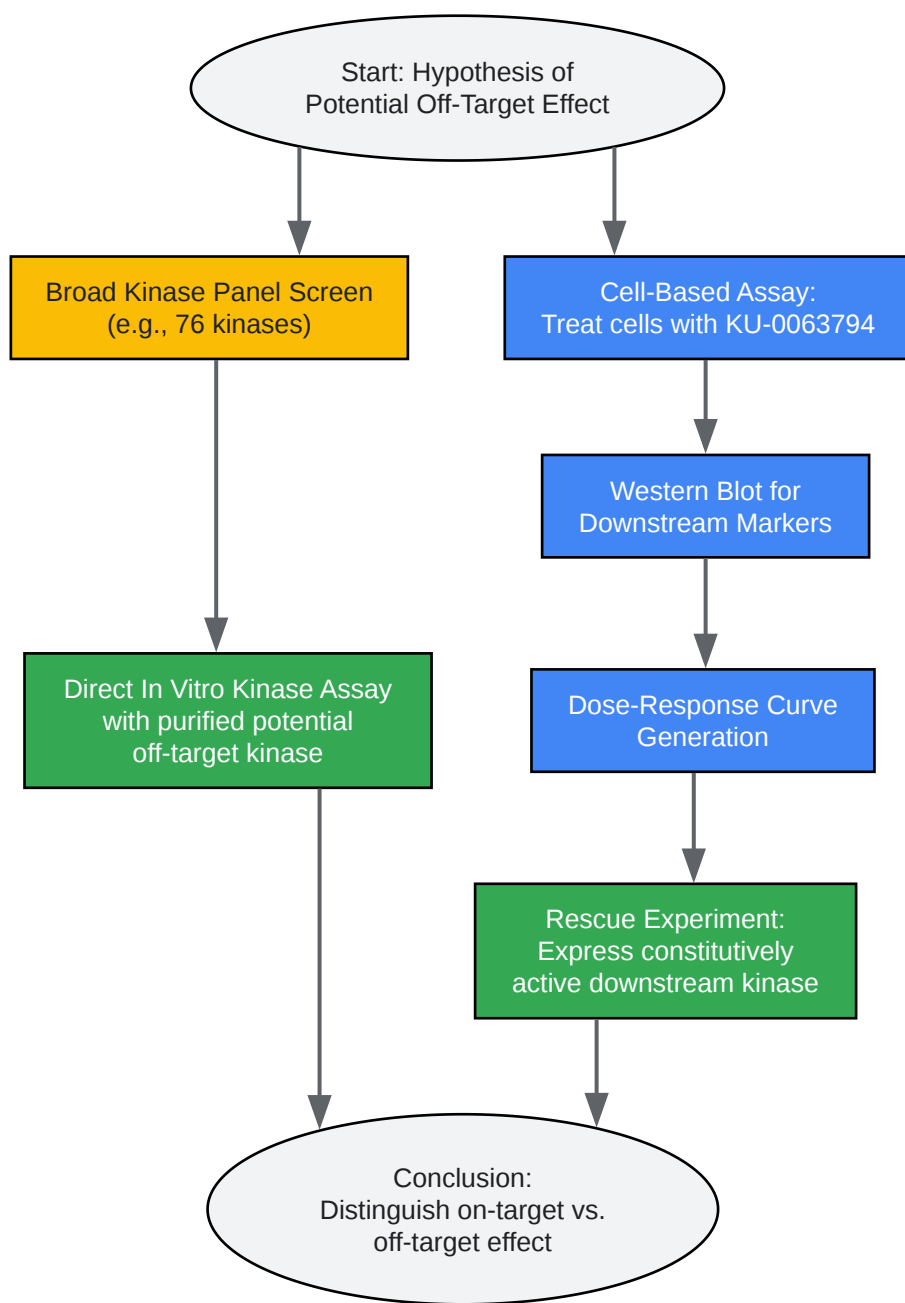 Start: Hypothesis of
Potential Off-Target Effect
Broad Kinase Panel Screen
(e.g., 76 kinases)
Cell-Based Assay:
Treat cells with KU-0063794
Western Blot for
Downstream Markers
Direct In Vitro Kinase Assay
with purified potential
off-target kinase
Dose-Response Curve
Generation
Rescue Experiment:
Express constitutively
active downstream kinase
Conclusion:
Distinguish on-target vs.
off-target effect